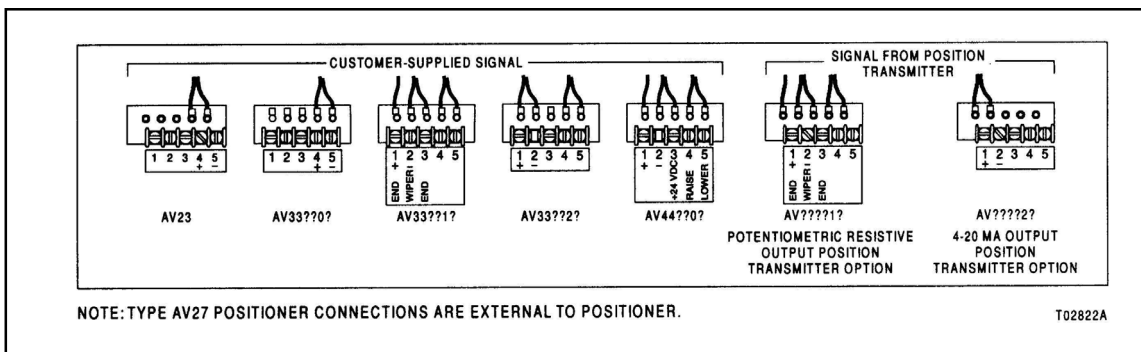 CUSTOMER-SUPPLIED SIGNAL
SIGNAL FROM POSITION
TRANSMITTER
1 2 3 4 5
+ –
AV23
1 2 3 4 5
+ –
AV33??0?
1 2 3 4 5
+ –
END WIPER END
AV33??1?
1 2 3 4 5
+ –
AV33??2?
1 2 3 4 5
+ –
+24 VDC RAISE LOWER
AV44??0?
1 2 3 4 5
+ –
END WIPER END
AV????1?
POTENTIOMETRIC RESISTIVE
OUTPUT POSITION
TRANSMITTER OPTION
1 2 3 4 5
+ –
AV????2?
4-20 MA OUTPUT
POSITION
TRANSMITTER OPTION
NOTE: TYPE AV27 POSITIONER CONNECTIONS ARE EXTERNAL TO POSITIONER.
T02822A